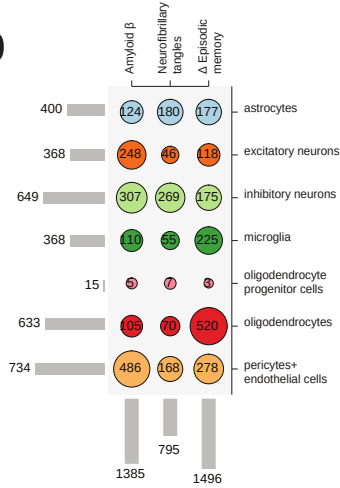 Amyloid β
Neurofibrillary
tangles
Δ Episodic
memory
400 124 180 177 astrocytes
368 248 46 118 excitatory neurons
649 307 269 175 inhibitory neurons
368 110 55 225 microglia
15 5 7 3 oligodendrocyte
progenitor cells
633 105 70 520 oligodendrocytes
734 486 168 278 pericytes+
endothelial cells
1385 795 1496